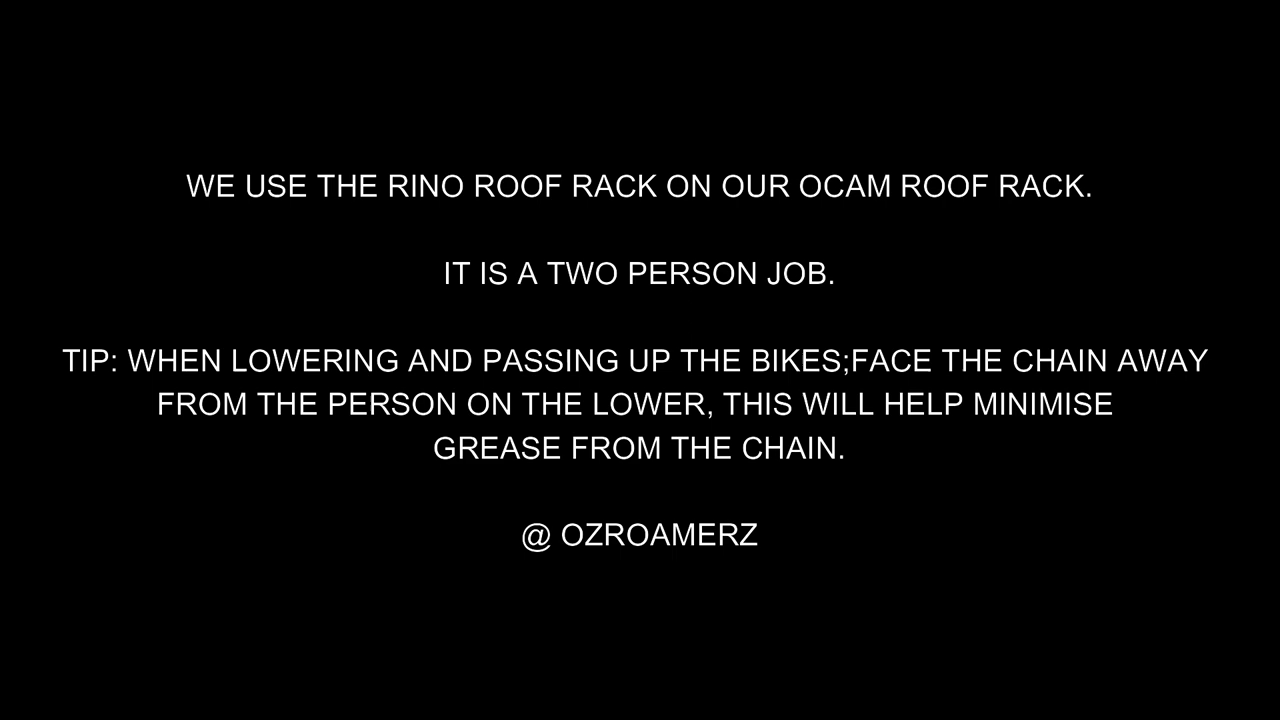 WE USE THE RINO ROOF RACK ON OUR OCAM ROOF RACK.
IT IS A TWO PERSON JOB.
TIP: WHEN LOWERING AND PASSING UP THE BIKES;FACE THE CHAIN AWAY
FROM THE PERSON ON THE LOWER, THIS WILL HELP MINIMISE
GREASE FROM THE CHAIN.
@ OZROAMERZ